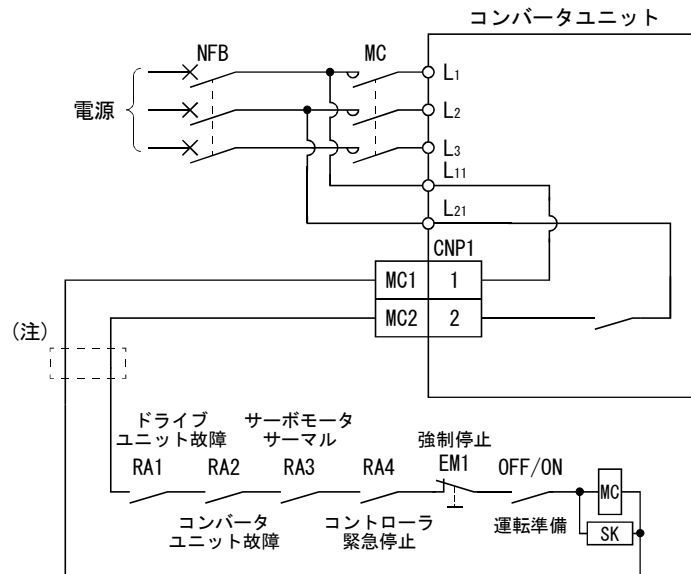 コンバータユニット
NFB
MC
電源
L1
L2
L3
L11
L21
CNP1
MC1 1
MC2 2
(注)
ドライブ
ユニット故障
サーボモータ
サーマル
強制停止
RA1 RA2 RA3 RA4 EM1 OFF/ON
MC
SK
コンバータ
ユニット故障
コントローラ
緊急停止
運転準備